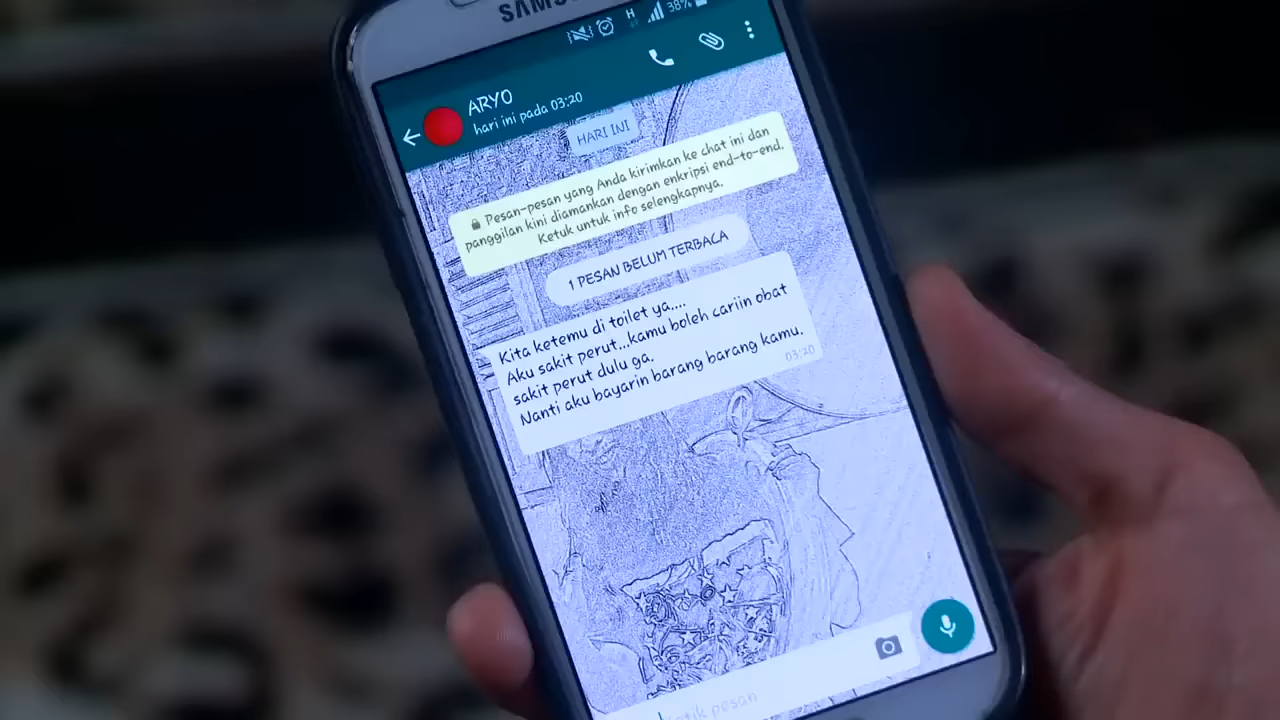 SAMSUNG
H
38%
ARYO
hari ini pada 03:20
HARI INI
Pesan-pesan yang Anda kirimkan ke chat ini dan
panggilan kini diamankan dengan enkripsi end-to-end.
Ketuk untuk info selengkapnya.
1 PESAN BELUM TERBACA
Kita ketemu di toilet ya....
Aku sakit perut...kamu boleh cariin obat
sakit perut dulu ga.
Nanti aku bayarin barang barang kamu.
03:20
Ketik pesan